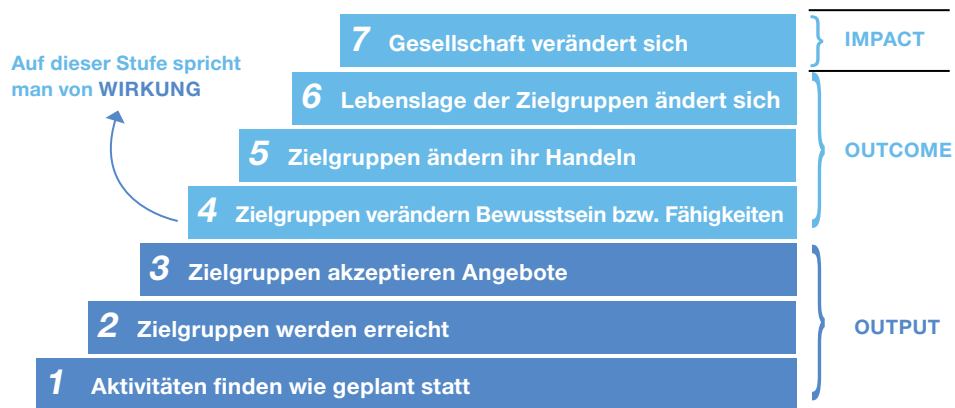 7 Gesellschaft verändert sich
IMPACT
Auf dieser Stufe spricht
man von WIRKUNG
6 Lebenslage der Zielgruppen ändert sich
5 Zielgruppen ändern ihr Handeln
OUTCOME
4 Zielgruppen verändern Bewusstsein bzw. Fähigkeiten
3 Zielgruppen akzeptieren Angebote
2 Zielgruppen werden erreicht
OUTPUT
1 Aktivitäten finden wie geplant statt